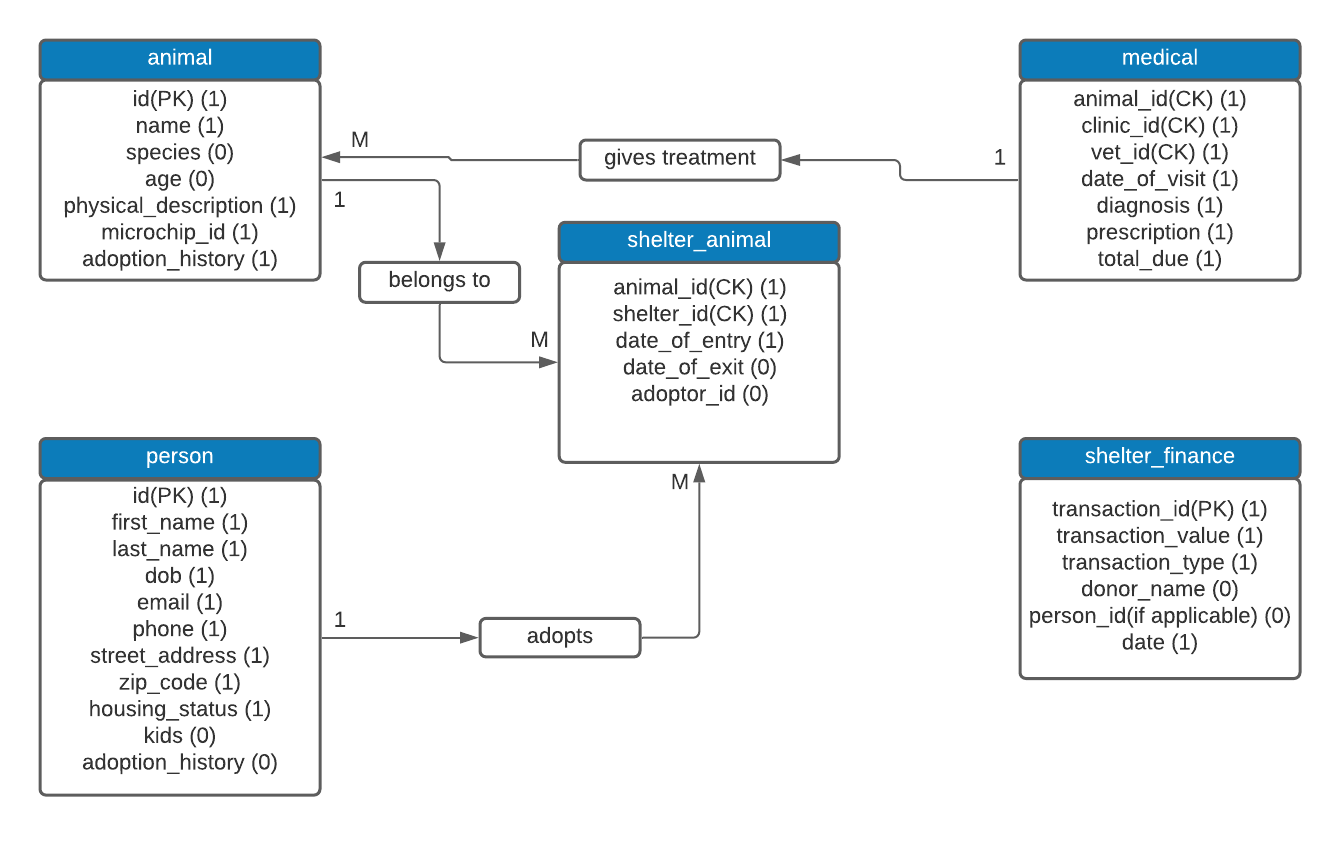 animal
id(PK) (1)
name (1)
species (0)
age (0)
physical_description (1)
microchip_id (1)
adoption_history (1)
M
1
gives treatment
1
medical
animal_id(CK) (1)
clinic_id(CK) (1)
vet_id(CK) (1)
date_of_visit (1)
diagnosis (1)
prescription (1)
total_due (1)
belongs to
M
shelter_animal
animal_id(CK) (1)
shelter_id(CK) (1)
date_of_entry (1)
date_of_exit (0)
adoptor_id (0)
M
person
id(PK) (1)
first_name (1)
last_name (1)
dob (1)
email (1)
phone (1)
street_address (1)
zip_code (1)
housing_status (1)
kids (0)
adoption_history (0)
1
adopts
shelter_finance
transaction_id(PK) (1)
transaction_value (1)
transaction_type (1)
donor_name (0)
person_id(if applicable) (0)
date (1)